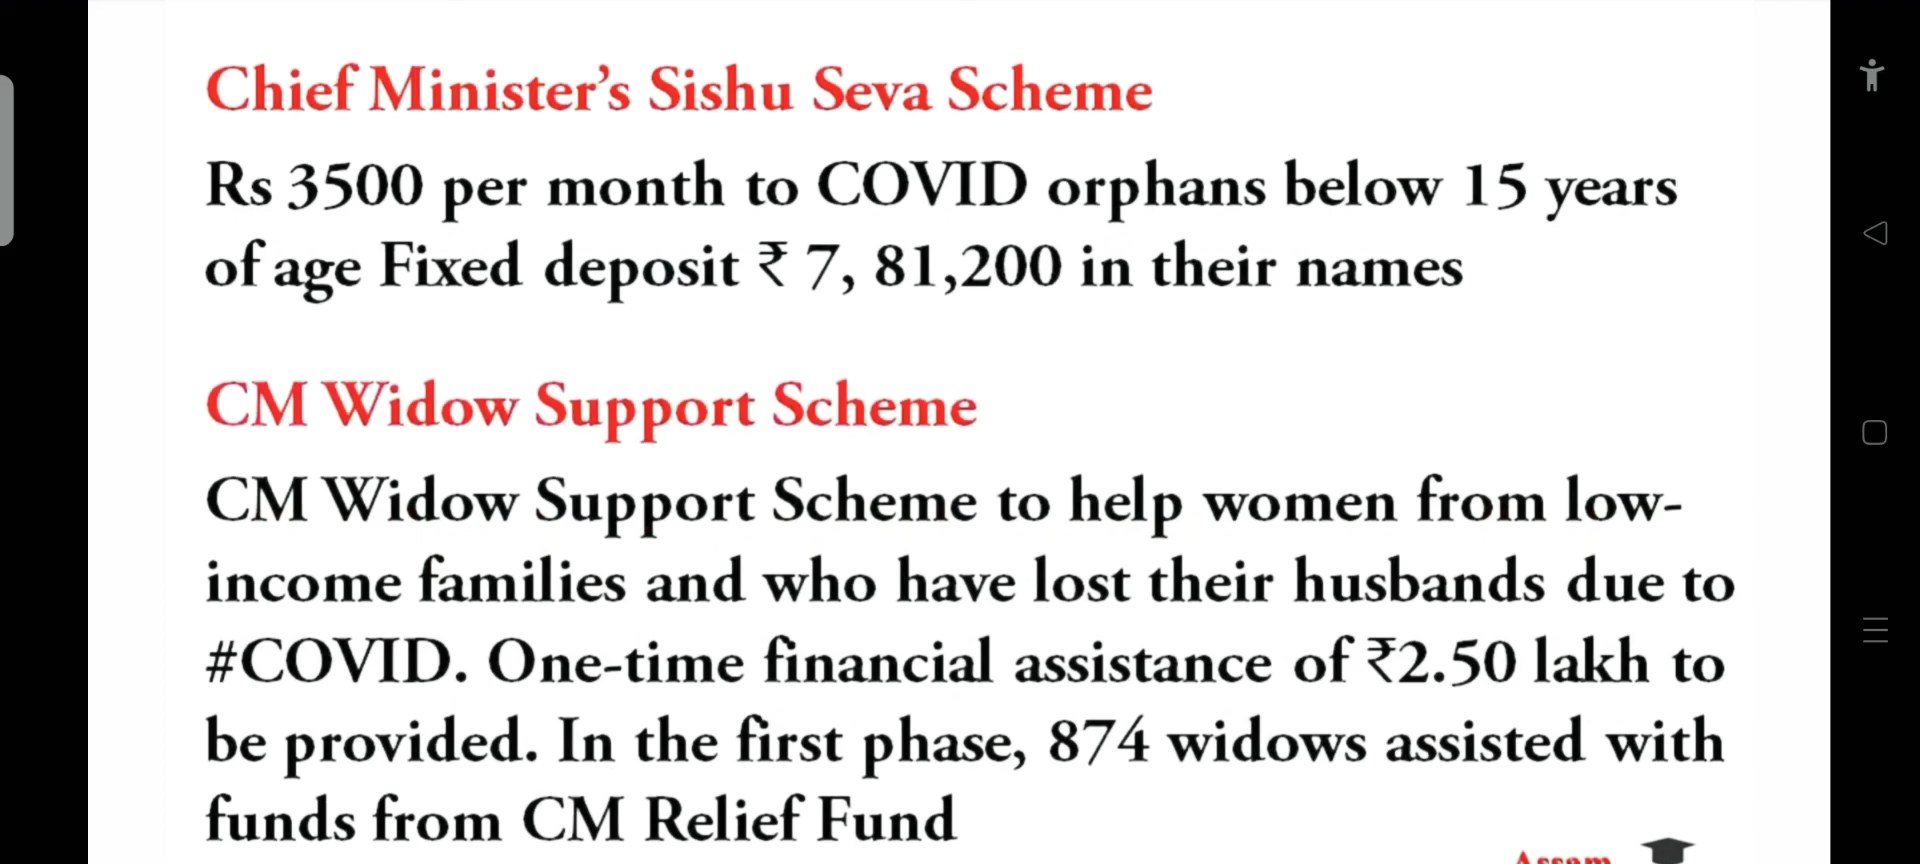 Chief Minister's Sishu Seva Scheme
Rs 3500 per month to COVID orphans below 15 years
of age Fixed deposit ₹ 7, 81,200 in their names
CM Widow Support Scheme
CM Widow Support Scheme to help women from low-
income families and who have lost their husbands due to
#COVID. One-time financial assistance of ₹2.50 lakh to
be provided. In the first phase, 874 widows assisted with
funds from CM Relief Fund
Assam